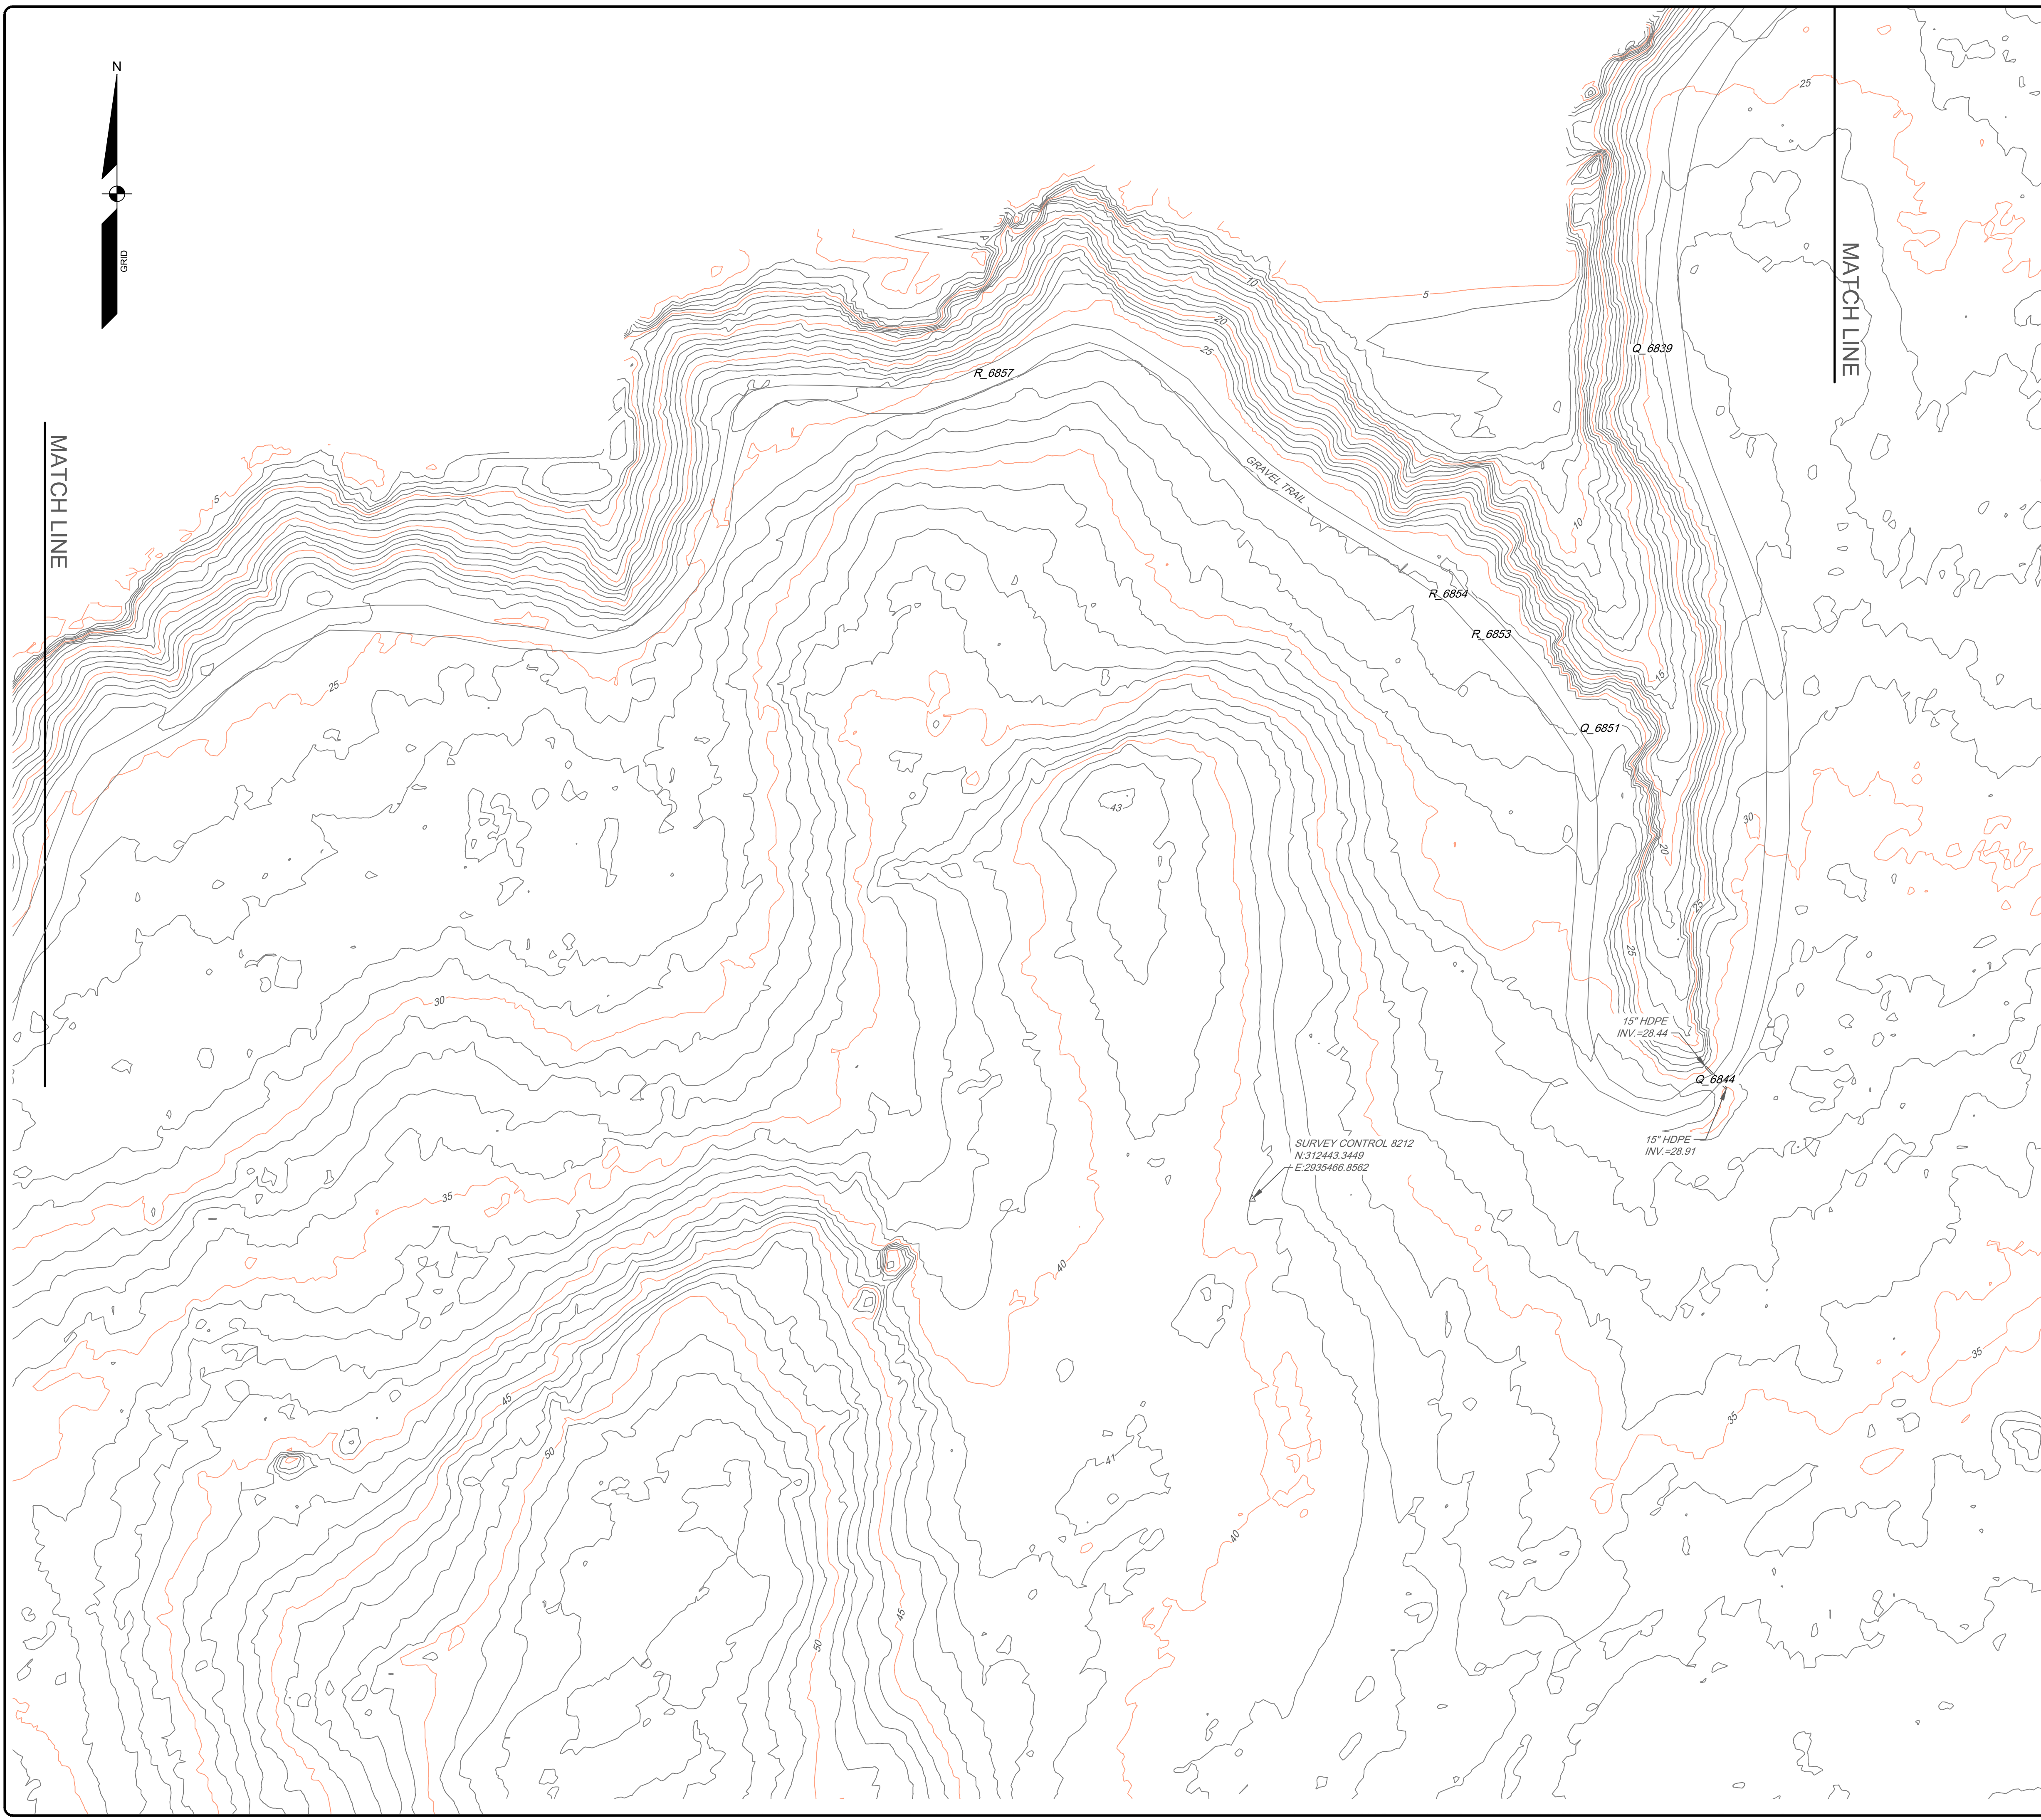 N
GRID
MATCH LINE
MATCH LINE
25
5
10
20
25
5
Q_6839
R_6857
GRAVEL TRAIL
5
10
R_6854
R_6853
15
25
Q_6851
43
30
20
25
25
30
15" HDPE
INV.=28.44
Q_6844
15" HDPE
INV.=28.91
SURVEY CONTROL 8212
N:312443.3449
E:2935466.8562
35
40
35
45
35
50
41
40
45
50